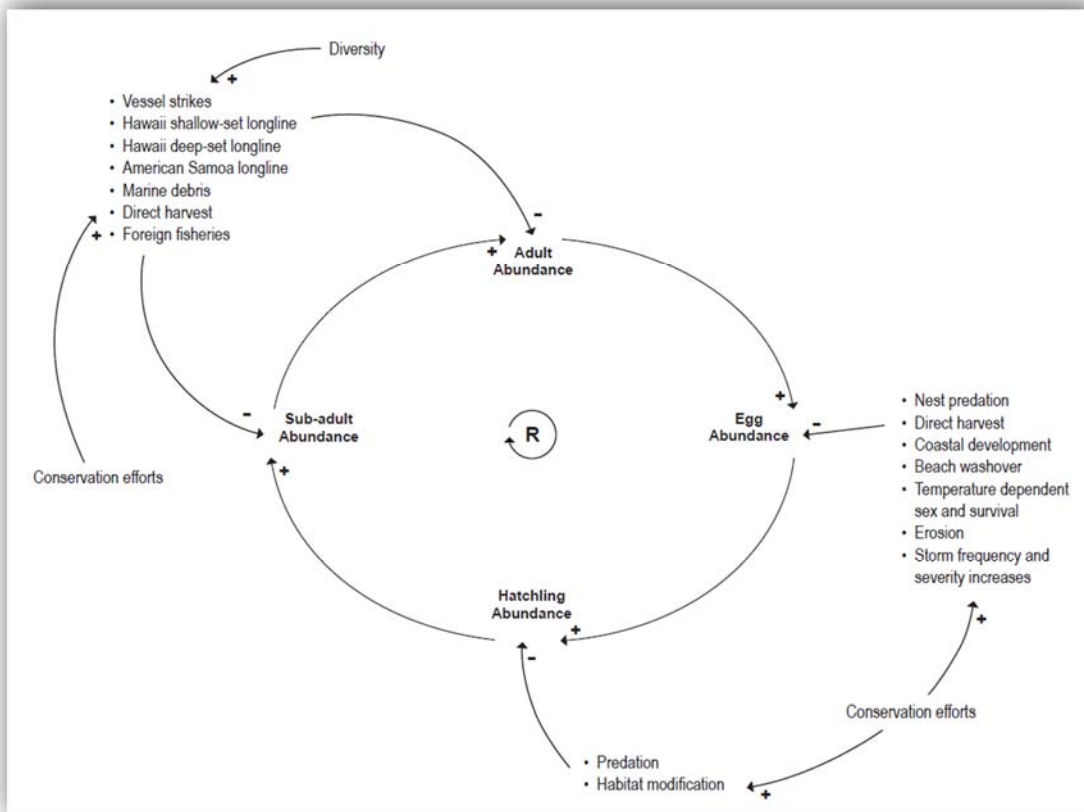 Diversity
+
• Vessel strikes
• Hawaii shallow-set longline
• Hawaii deep-set longline
• American Samoa longline
• Marine debris
• Direct harvest
+ • Foreign fisheries
-
+ Adult
Abundance
-
Sub-adult
Abundance
+
R
+
Egg
Abundance
-
• Nest predation
• Direct harvest
• Coastal development
• Beach washover
• Temperature dependent
sex and survival
• Erosion
• Storm frequency and
severity increases
Conservation efforts
Hatchling
Abundance
+
-
+
Conservation efforts
• Predation
• Habitat modification
+